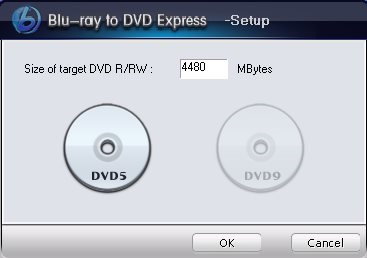 Blu-ray to DVD Express -Setup
Size of target DVD R/RW : 4480 MBytes
DVD5 DVD9
OK Cancel